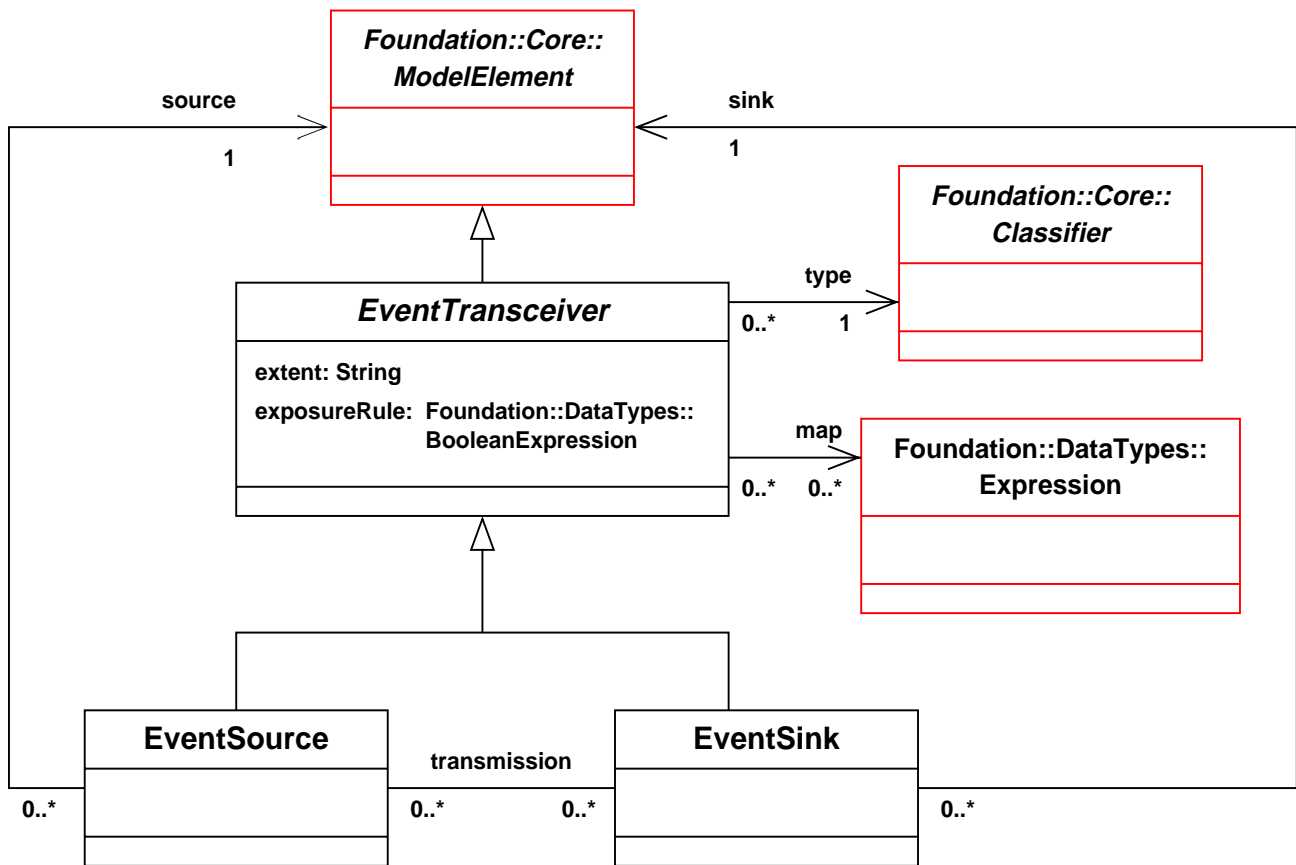 Foundation::Core::
ModelElement
source
sink
1
1
Foundation::Core::
Classifier
type
EventTransceiver
0..*
1
extent: String
exposureRule: Foundation::DataTypes::
BooleanExpression
map
Foundation::DataTypes::
Expression
0..*
0..*
EventSource
EventSink
transmission
0..*
0..*
0..*
0..*